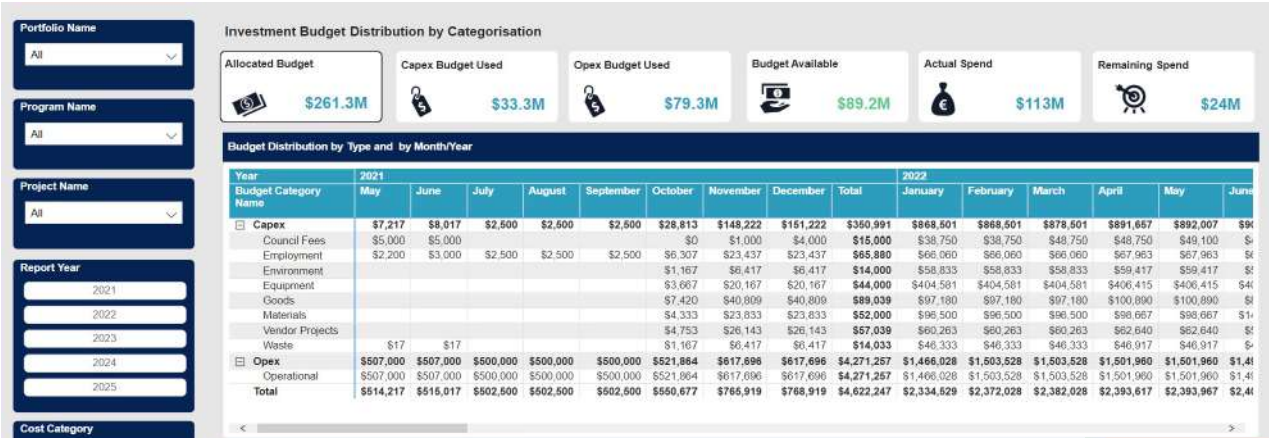 Portfolio Name
All
Program Name
All
Project Name
All
Report Year
2021
2022
2023
2024
2025
Cost Category
Investment Budget Distribution by Categorisation
Allocated Budget
$261.3M
Capex Budget Used
$33.3M
Opex Budget Used
$79.3M
Budget Available
$89.2M
Actual Spend
$113M
Remaining Spend
$24M
Budget Distribution by Type and by Month/Year
Year 2021 2022
Budget Category Name May June July August September October November December Total January February March April May June
Capex $7,217 $8,017 $2,500 $2,500 $2,500 $28,813 $148,222 $151,222 $350,991 $868,501 $868,501 $878,501 $891,657 $892,007
Council Fees $5,000 $5,000 $0 $1,000 $4,000 $15,000 $38,750 $38,750 $48,750 $48,750 $49,100
Employment $2,200 $3,000 $2,500 $2,500 $2,500 $6,307 $23,437 $23,437 $65,880 $66,060 $66,060 $66,060 $67,963 $67,963
Environment $1,167 $6,417 $6,417 $14,000 $58,833 $58,833 $58,833 $59,417 $59,417
Equipment $3,667 $20,167 $20,167 $44,000 $404,581 $404,581 $404,581 $406,415 $406,415
Goods $7,420 $40,809 $40,809 $89,039 $97,180 $97,180 $97,180 $100,890 $100,890
Materials $4,333 $23,833 $23,833 $52,000 $96,500 $96,500 $96,500 $98,667 $98,667
Vendor Projects $4,753 $26,143 $26,143 $57,039 $60,263 $60,263 $60,263 $62,640 $62,640
Waste $17 $17 $1,167 $6,417 $6,417 $14,033 $46,333 $46,333 $46,333 $46,917 $46,917
Opex $507,000 $507,000 $500,000 $500,000 $500,000 $521,864 $617,696 $617,696 $4,271,257 $1,466,028 $1,503,528 $1,503,528 $1,501,960 $1,501,960
Operational $507,000 $507,000 $500,000 $500,000 $500,000 $521,864 $617,696 $617,696 $4,271,257 $1,466,028 $1,503,528 $1,503,528 $1,501,960 $1,501,960
Total $514,217 $515,017 $502,500 $502,500 $502,500 $550,677 $765,919 $768,919 $4,622,247 $2,334,529 $2,372,028 $2,382,028 $2,393,617 $2,393,967